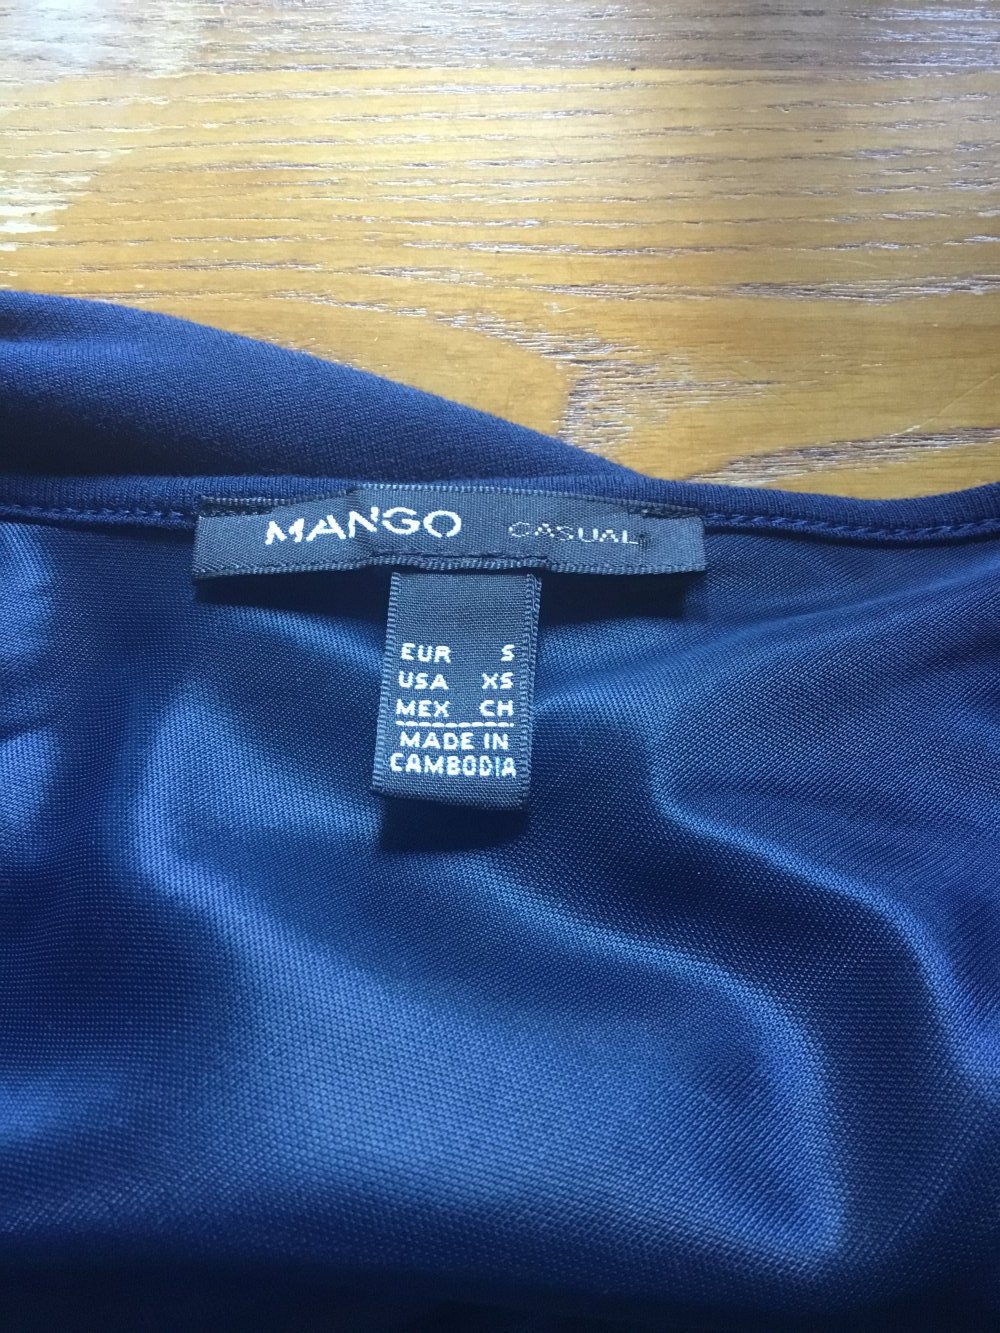 MANGO CASUAL
EUR S
USA XS
MEX CH
MADE IN
CAMBODIA